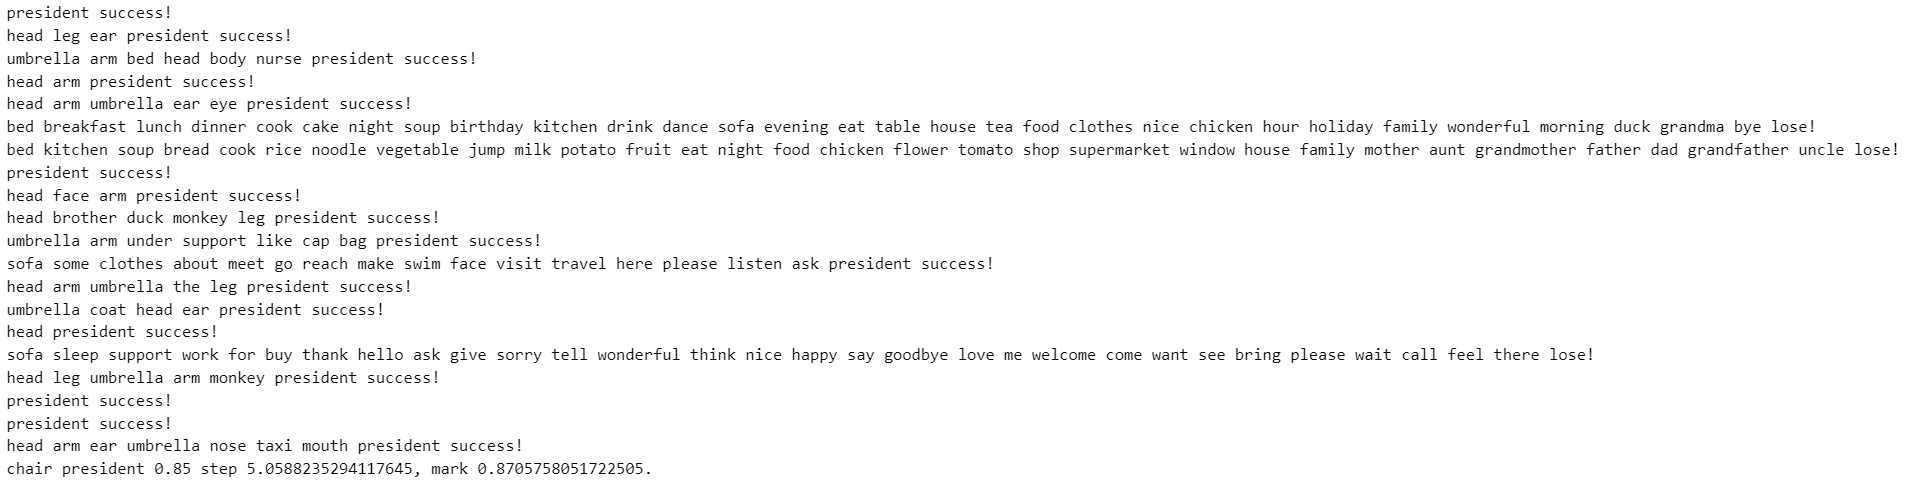 president success!
head leg ear president success!
umbrella arm bed head body nurse president success!
head arm president success!
head arm umbrella ear eye president success!
bed breakfast lunch dinner cook cake night soup birthday kitchen drink dance sofa evening eat table house tea food clothes nice chicken hour holiday family wonderful morning duck grandma bye lose!
bed kitchen soup bread cook rice noodle vegetable jump milk potato fruit eat night food chicken flower tomato shop supermarket window house family mother aunt grandmother father dad grandfather uncle lose!
president success!
head face arm president success!
head brother duck monkey leg president success!
umbrella arm under support like cap bag president success!
sofa some clothes about meet go reach make swim face visit travel here please listen ask president success!
head arm umbrella the leg president success!
umbrella coat head ear president success!
head president success!
sofa sleep support work for buy thank hello ask give sorry tell wonderful think nice happy say goodbye love me welcome come want see bring please wait call feel there lose!
head leg umbrella arm monkey president success!
president success!
president success!
head arm ear umbrella nose taxi mouth president success!
chair president 0.85 step 5.0588235294117645, mark 0.8705758051722505.